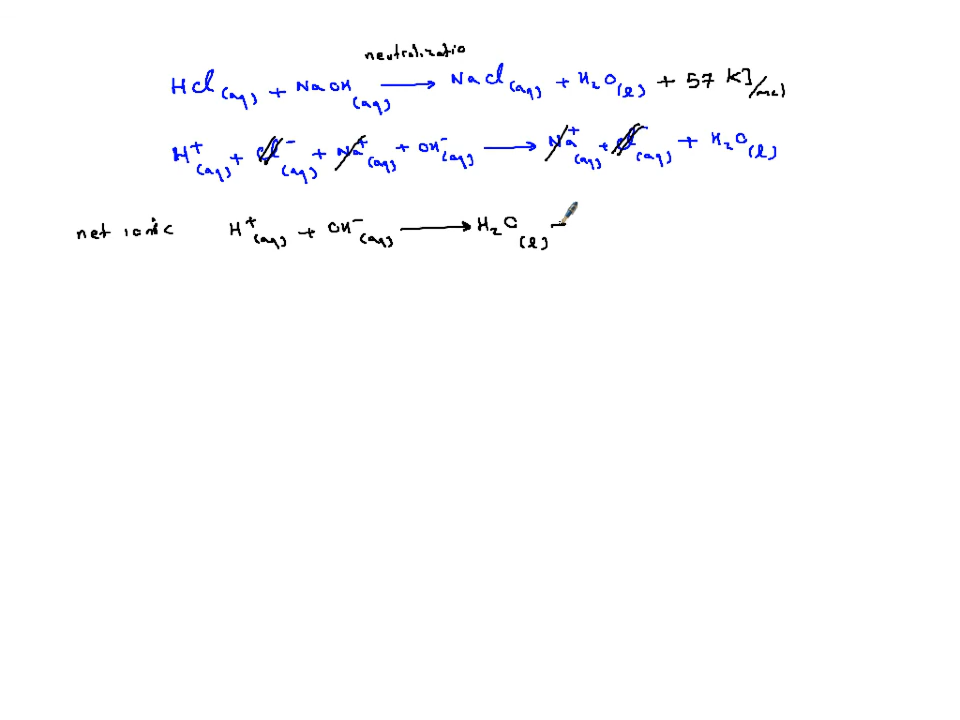 neutralizatio
HCl(aq) + NaOH(aq) ⟶ NaCl(aq) + H₂O(l) + 57 KJ/mol
H⁺(aq) + Cl⁻(aq) + Na⁺(aq) + OH⁻(aq) ⟶ Na⁺(aq) + Cl⁻(aq) + H₂O(l)
net ionic H⁺(aq) + OH⁻(aq) ⟶ H₂O(l) -